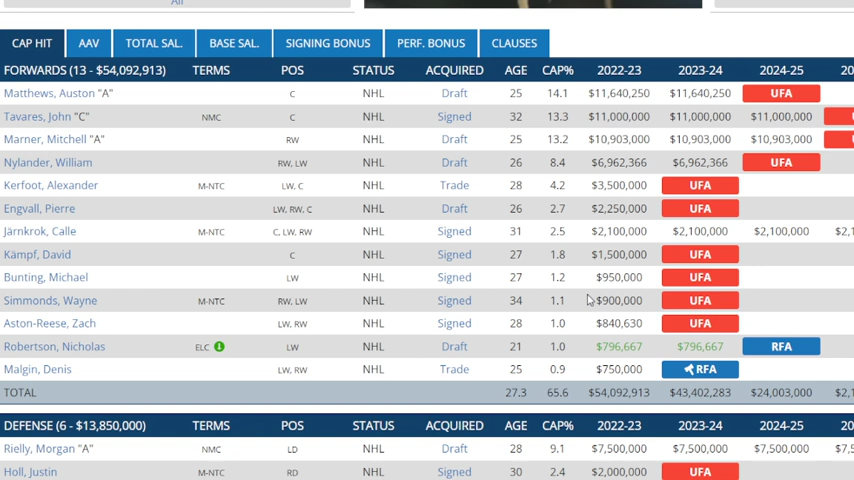 All
CAP HIT AAV TOTAL SAL. BASE SAL. SIGNING BONUS PERF. BONUS CLAUSES
FORWARDS (13 - $54,092,913) TERMS POS STATUS ACQUIRED AGE CAP% 2022-23 2023-24 2024-25 20
Matthews, Auston "A" C NHL Draft 25 14.1 $11,640,250 $11,640,250 UFA
Tavares, John "C" NMC C NHL Signed 32 13.3 $11,000,000 $11,000,000 $11,000,000
Marner, Mitchell "A" RW NHL Draft 25 13.2 $10,903,000 $10,903,000 $10,903,000
Nylander, William RW, LW NHL Draft 26 8.4 $6,962,366 $6,962,366 UFA
Kerfoot, Alexander M-NTC LW, C NHL Trade 28 4.2 $3,500,000 UFA
Engvall, Pierre LW, RW, C NHL Draft 26 2.7 $2,250,000 UFA
Järnkrok, Calle M-NTC C, LW, RW NHL Signed 31 2.5 $2,100,000 $2,100,000 $2,100,000 $2,1
Kämpf, David C NHL Signed 27 1.8 $1,500,000 UFA
Bunting, Michael LW NHL Signed 27 1.2 $950,000 UFA
Simmonds, Wayne M-NTC RW, LW NHL Signed 34 1.1 $900,000 UFA
Aston-Reese, Zach LW, RW NHL Signed 28 1.0 $840,630 UFA
Robertson, Nicholas ELC LW NHL Draft 21 1.0 $796,667 $796,667 RFA
Malgin, Denis LW, RW NHL Trade 25 0.9 $750,000 RFA
TOTAL 27.3 65.6 $54,092,913 $43,402,283 $24,003,000 $2,1
DEFENSE (6 - $13,850,000) TERMS POS STATUS ACQUIRED AGE CAP% 2022-23 2023-24 2024-25 20
Rielly, Morgan "A" NMC LD NHL Draft 28 9.1 $7,500,000 $7,500,000 $7,500,000 $7,5
Holl, Justin M-NTC RD NHL Signed 30 2.4 $2,000,000 UFA